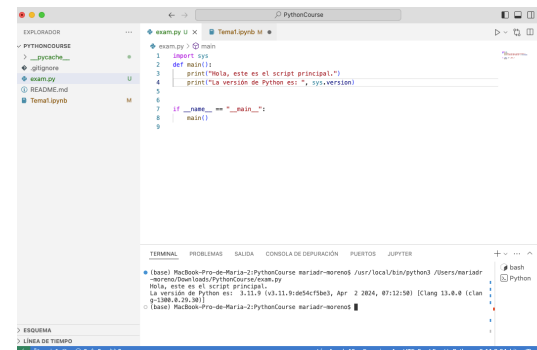 PythonCourse
EXPLORADOR
PYTHONCOURSE
__pycache__
.gitignore
exam.py U
README.md
Tema1.ipynb M
ESQUEMA
LÍNEA DE TIEMPO
exam.py U Tema1.ipynb M
exam.py > main
1 import sys
2 def main():
3 print("Hola, este es el script principal.")
4 print("La versión de Python es: ", sys.version)
5
6
7 if __name__ == "__main__":
8 main()
9
TERMINAL PROBLEMAS SALIDA CONSOLA DE DEPURACIÓN PUERTOS JUPYTER
(base) MacBook-Pro-de-Maria-2:PythonCourse mariadr-moreno$ /usr/local/bin/python3 /Users/mariadr
-moreno/Downloads/PythonCourse/exam.py
Hola, este es el script principal.
La versión de Python es: 3.11.9 (v3.11.9:de54cf5be3, Apr 2 2024, 07:12:50) [Clang 13.0.0 (clan
g-1300.0.29.30)]
(base) MacBook-Pro-de-Maria-2:PythonCourse mariadr-moreno$
bash
Python